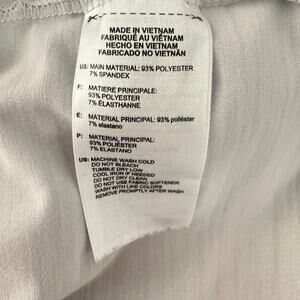 MADE IN VIETNAM
FABRIQUÉ AU VIÊTNAM
HECHO EN VIETNAM
FABRICADO NO VIETNÃ
US: MAIN MATERIAL: 93% POLYESTER
7% SPANDEX
F: MATIÈRE PRINCIPALE:
93% POLYESTER
7% ÉLASTHANNE
E: MATERIAL PRINCIPAL: 93% poliéster
7% elastano
P: MATERIAL PRINCIPAL:
93% POLIÉSTER
7% ELASTANO
US: MACHINE WASH COLD
DO NOT BLEACH
TUMBLE DRY LOW
COOL IRON IF NEEDED
DO NOT DRY CLEAN
DO NOT USE FABRIC SOFTENER
WASH WITH LIKE COLORS
REMOVE PROMPTLY AFTER WASH